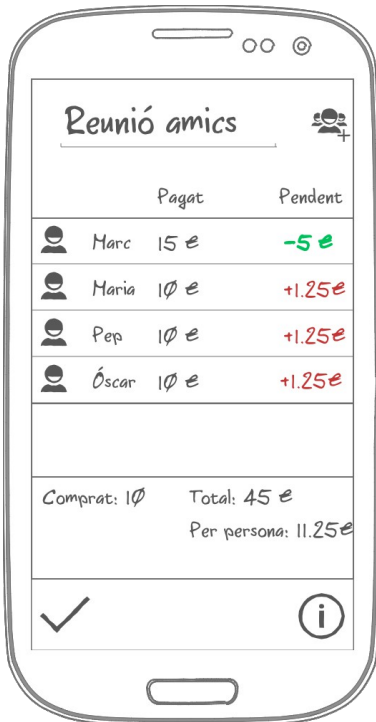 Reunió amics
Pagat Pendent
Marc 15 € -5 €
Maria 10 € +1.25€
Pep 10 € +1.25€
Óscar 10 € +1.25€
Comprat: 10 Total: 45 €
Per persona: 11.25€